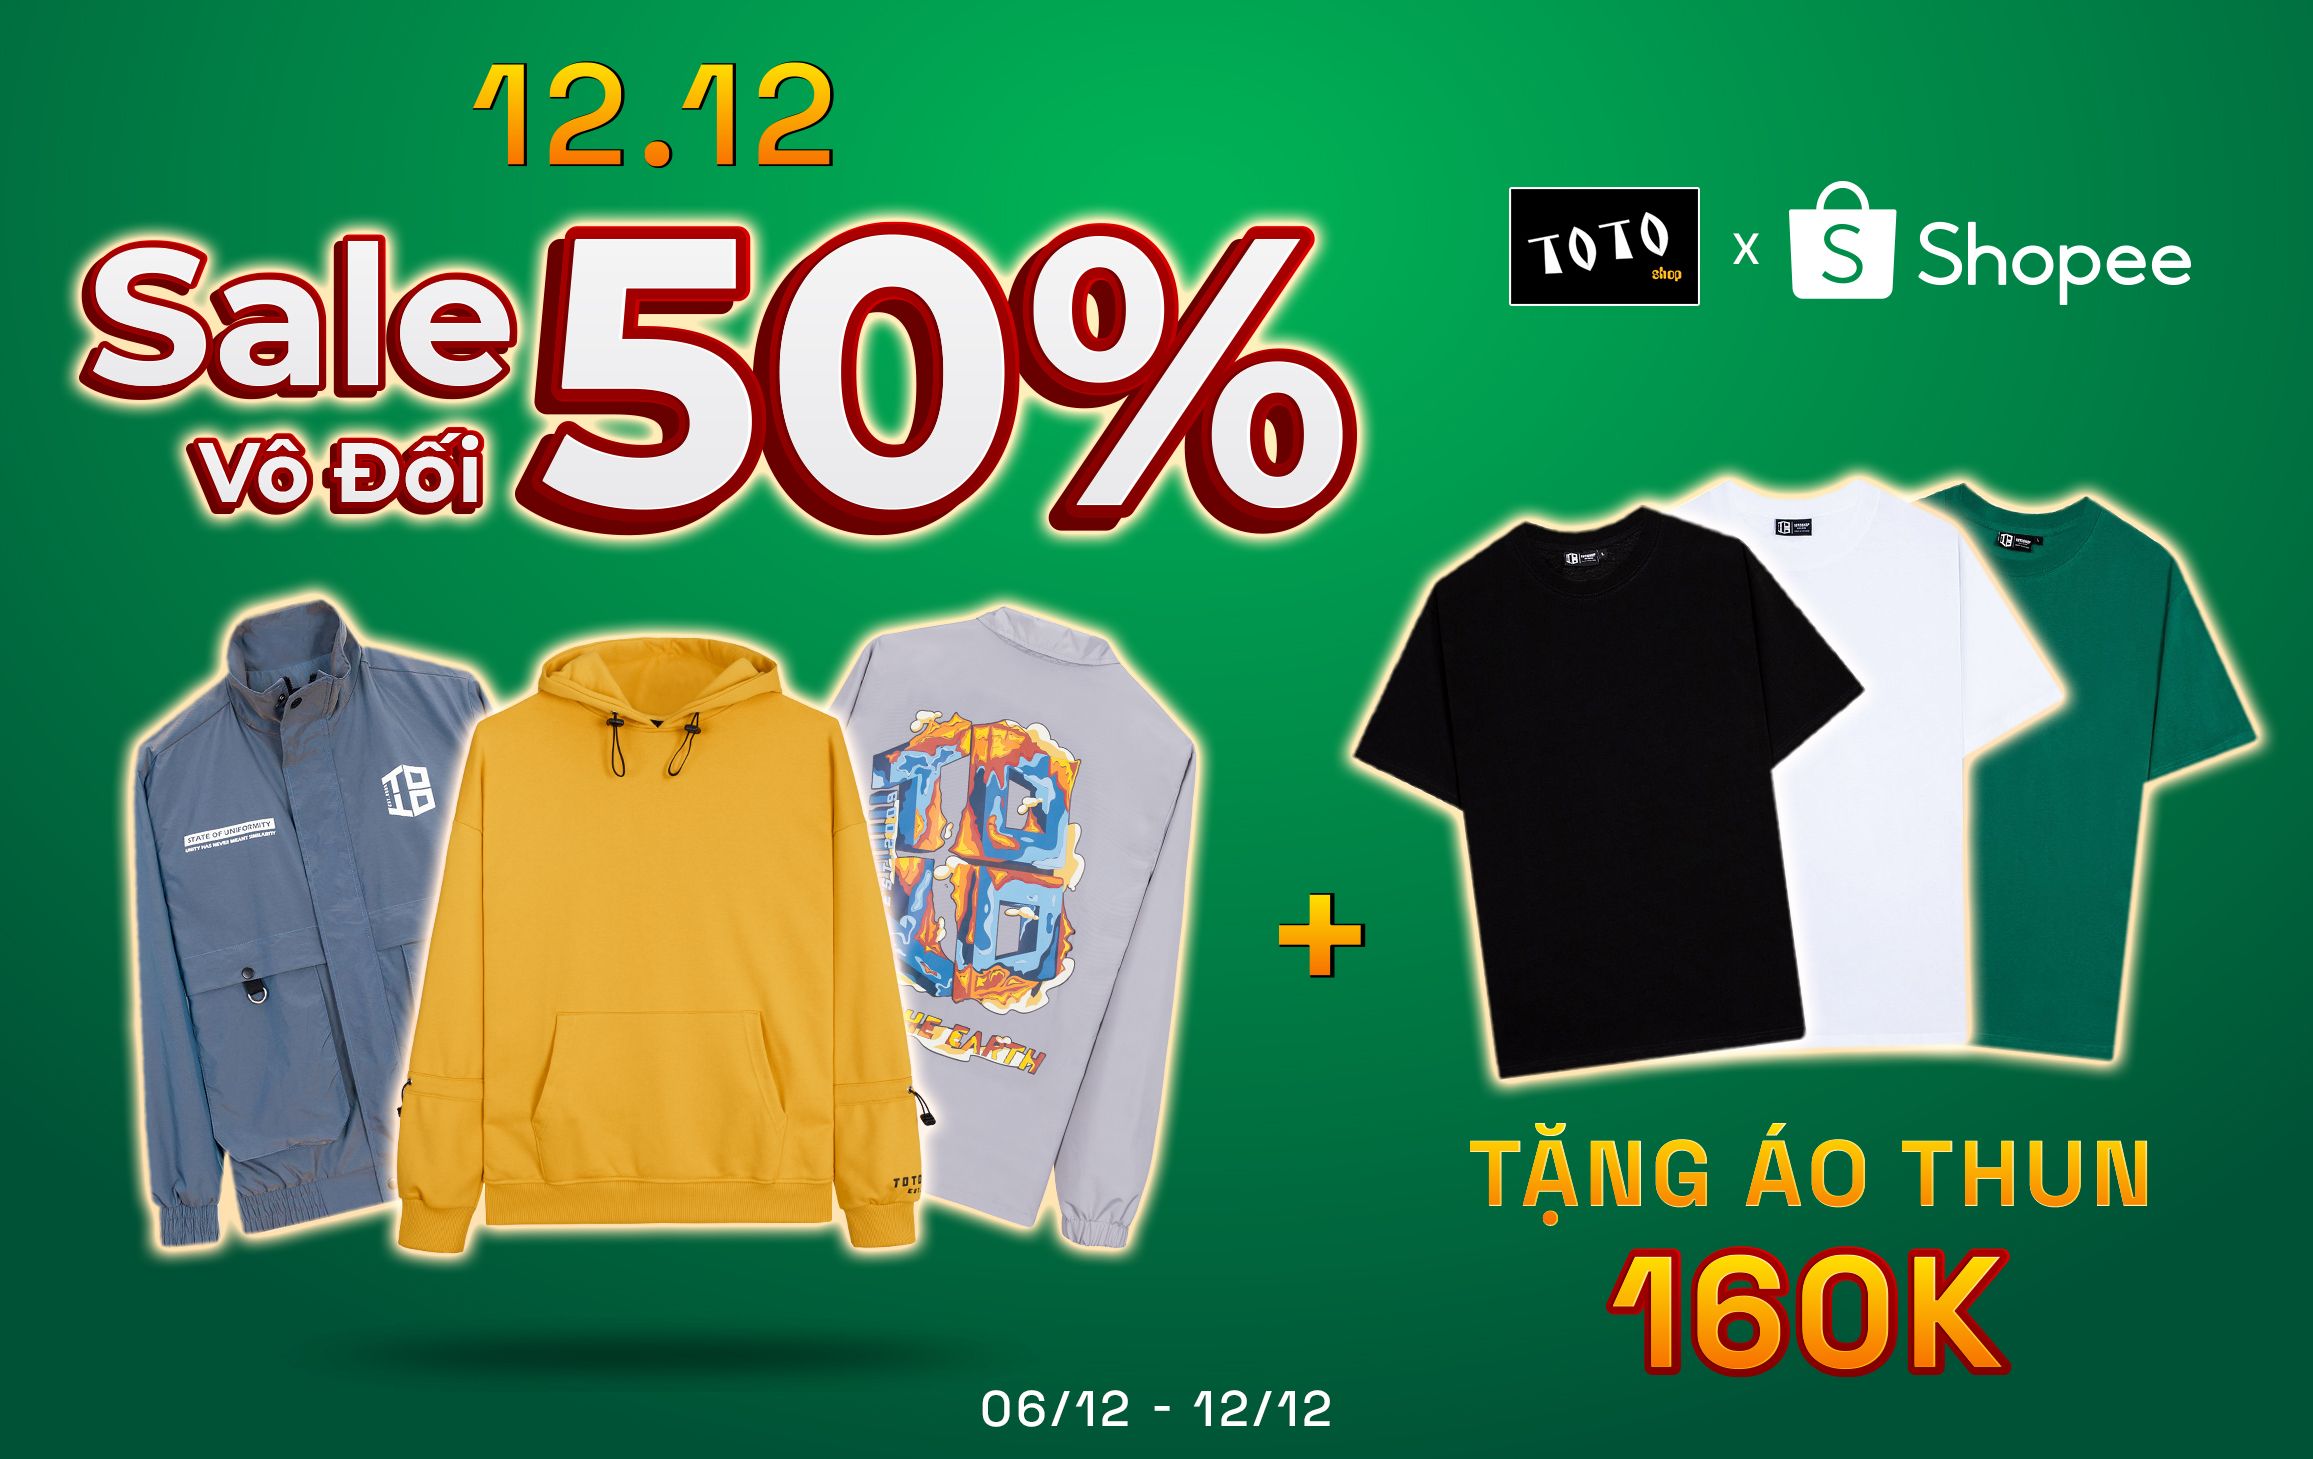 12.12
Sale
Vô Đối
50%
TOTO
shop
x
S Shopee
TOTO
STATE OF UNIFORMITY
UNITY HAS NEVER MEANT SIMILARITY
TOTO
THE EARTH
+
TẶNG ÁO THUN
160K
06/12 - 12/12